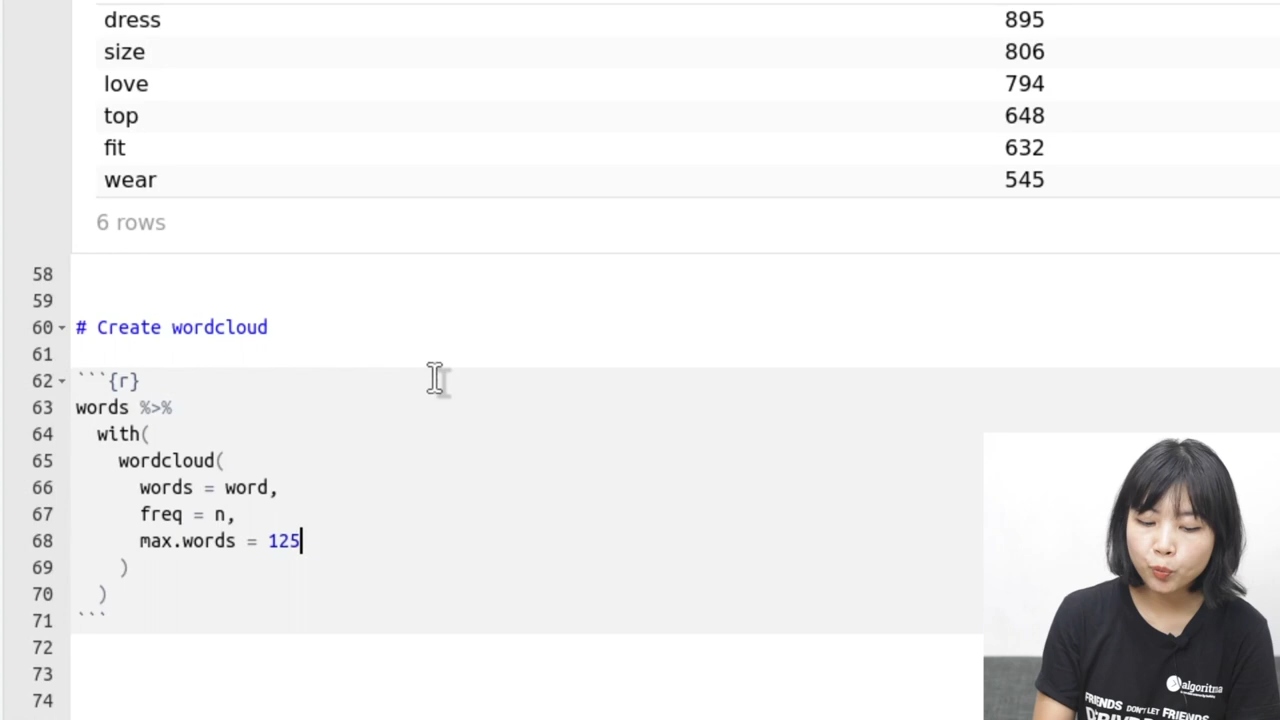 dress 895
size 806
love 794
top 648
fit 632
wear 545
6 rows
58
59
60 # Create wordcloud
61
62 ```{r}
63 words %>%
64 with(
65 wordcloud(
66 words = word,
67 freq = n,
68 max.words = 125
69 )
70 )
71 ```
72
73
74
algoritma
FRIENDS DON'T LET FRIENDS